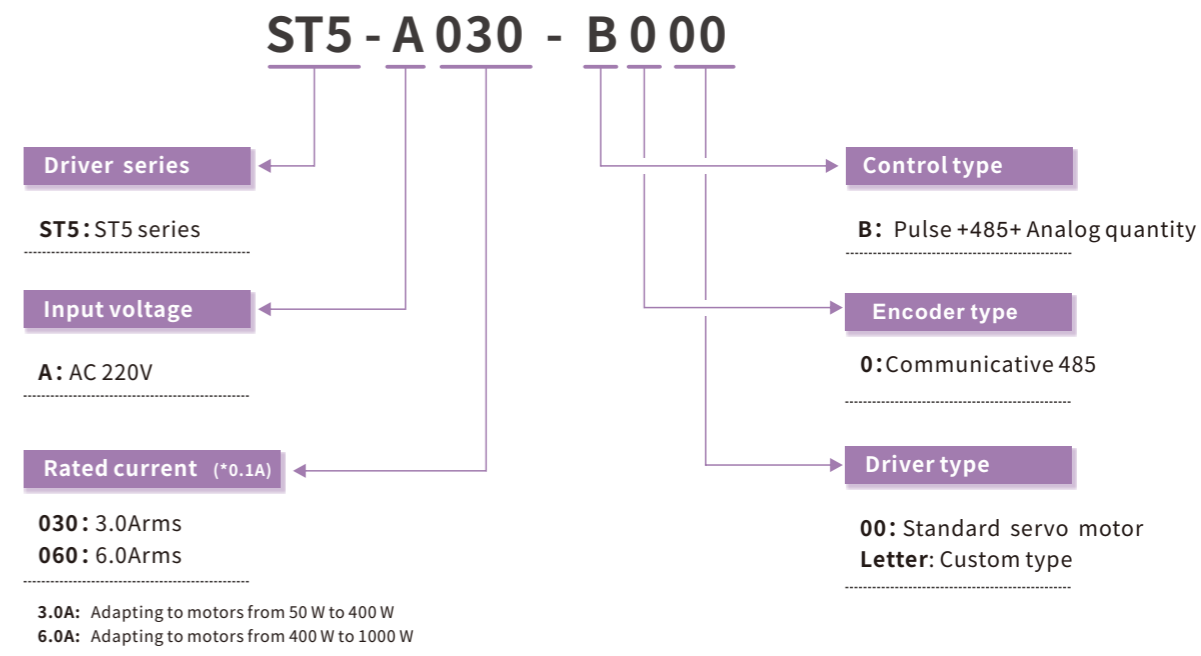 ST5 - A 030 - B 0 00
Driver series
ST5: ST5 series
Input voltage
A: AC 220V
Rated current (*0.1A)
030: 3.0Arms
060: 6.0Arms
3.0A: Adapting to motors from 50 W to 400 W
6.0A: Adapting to motors from 400 W to 1000 W
Control type
B: Pulse +485+ Analog quantity
Encoder type
0:Communicative 485
Driver type
00: Standard servo motor
Letter: Custom type